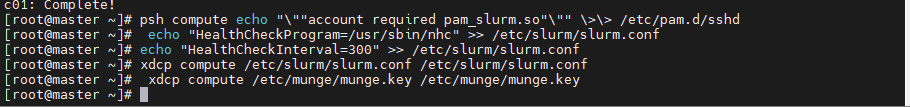 c01: Complete!
[root@master ~]# psh compute echo "\""account required pam_slurm.so"\"" \>\> /etc/pam.d/sshd
[root@master ~]#  echo "HealthCheckProgram=/usr/sbin/nhc" >> /etc/slurm/slurm.conf
[root@master ~]# echo "HealthCheckInterval=300" >> /etc/slurm/slurm.conf
[root@master ~]# xdcp compute /etc/slurm/slurm.conf /etc/slurm/slurm.conf
[root@master ~]#  xdcp compute /etc/munge/munge.key /etc/munge/munge.key
[root@master ~]#